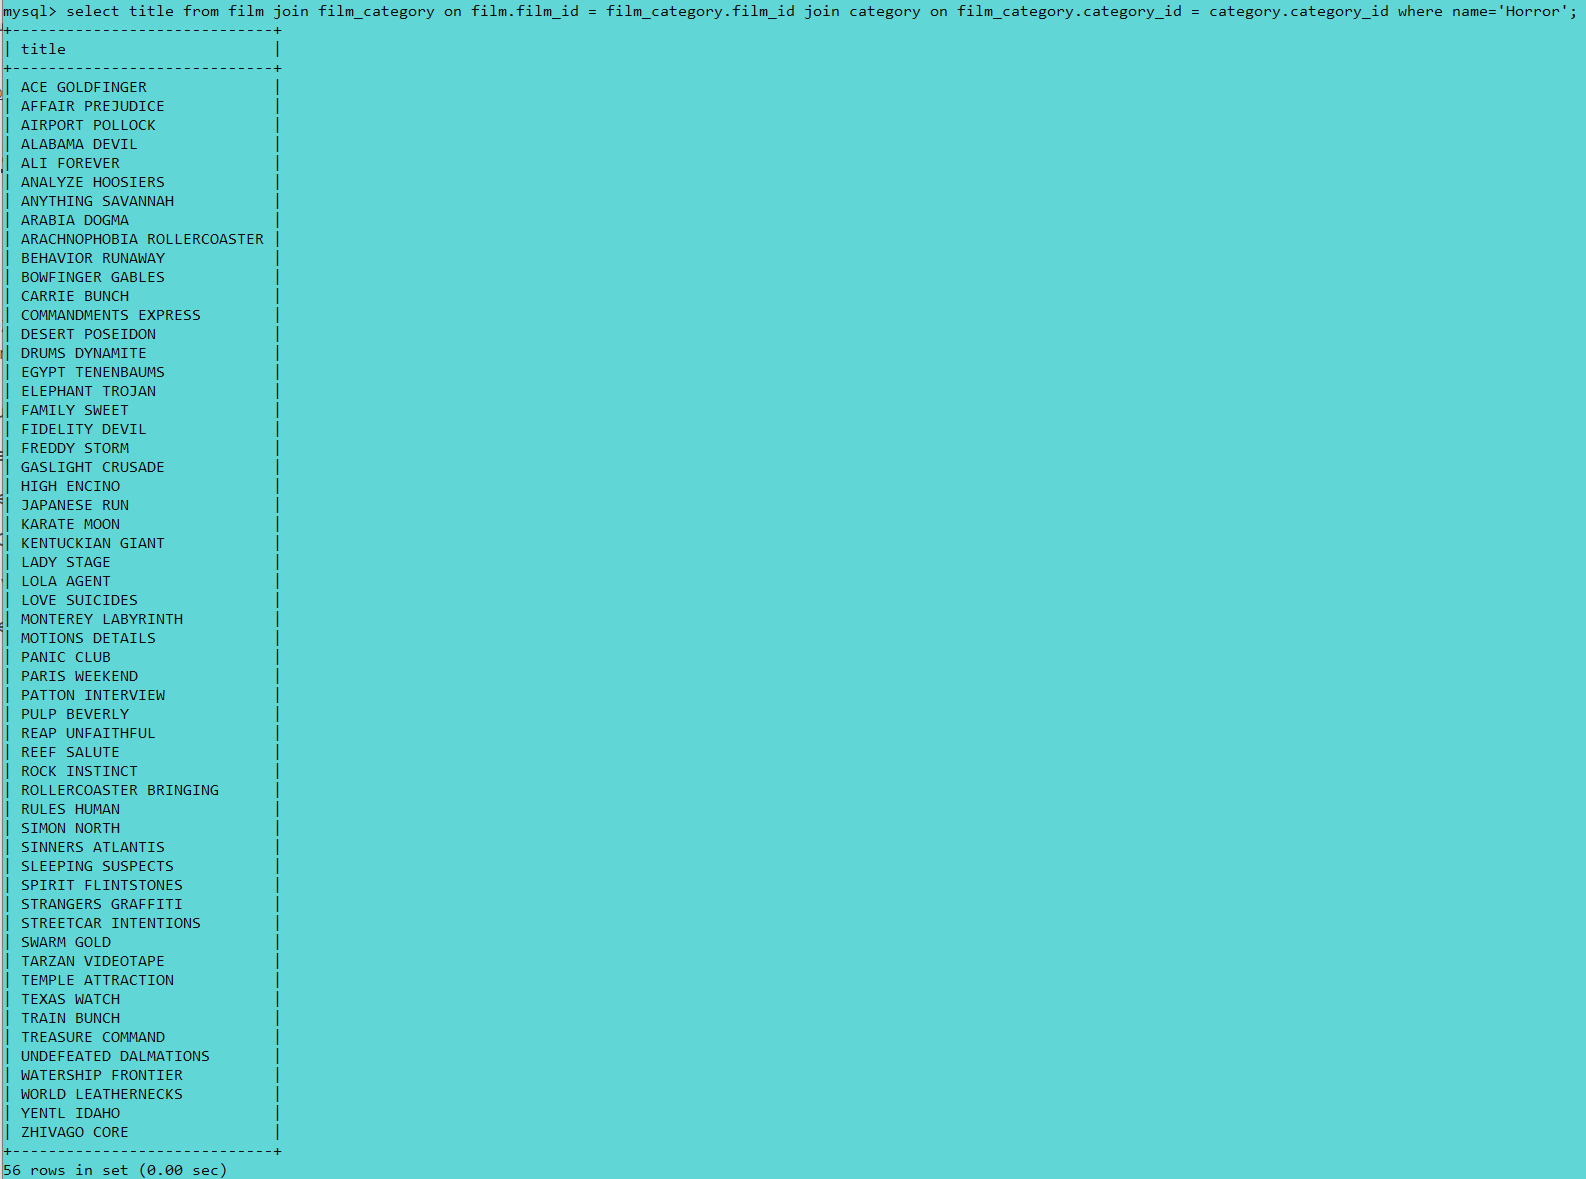 mysql> select title from film join film_category on film.film_id = film_category.film_id join category on film_category.category_id = category.category_id where name='Horror';
+----------------------------+
| title                      |
+----------------------------+
| ACE GOLDFINGER             |
| AFFAIR PREJUDICE           |
| AIRPORT POLLOCK            |
| ALABAMA DEVIL              |
| ALI FOREVER                |
| ANALYZE HOOSIERS           |
| ANYTHING SAVANNAH          |
| ARABIA DOGMA               |
| ARACHNOPHOBIA ROLLERCOASTER |
| BEHAVIOR RUNAWAY           |
| BOWFINGER GABLES           |
| CARRIE BUNCH               |
| COMMANDMENTS EXPRESS       |
| DESERT POSEIDON            |
| DRUMS DYNAMITE             |
| EGYPT TENENBAUMS           |
| ELEPHANT TROJAN            |
| FAMILY SWEET               |
| FIDELITY DEVIL             |
| FREDDY STORM               |
| GASLIGHT CRUSADE           |
| HIGH ENCINO                |
| JAPANESE RUN               |
| KARATE MOON                |
| KENTUCKIAN GIANT           |
| LADY STAGE                 |
| LOLA AGENT                 |
| LOVE SUICIDES              |
| MONTEREY LABYRINTH         |
| MOTIONS DETAILS            |
| PANIC CLUB                 |
| PARIS WEEKEND              |
| PATTON INTERVIEW           |
| PULP BEVERLY               |
| REAP UNFAITHFUL            |
| REEF SALUTE                |
| ROCK INSTINCT              |
| ROLLERCOASTER BRINGING     |
| RULES HUMAN                |
| SIMON NORTH                |
| SINNERS ATLANTIS           |
| SLEEPING SUSPECTS          |
| SPIRIT FLINTSTONES         |
| STRANGERS GRAFFITI         |
| STREETCAR INTENTIONS       |
| SWARM GOLD                 |
| TARZAN VIDEOTAPE           |
| TEMPLE ATTRACTION          |
| TEXAS WATCH                |
| TRAIN BUNCH                |
| TREASURE COMMAND           |
| UNDEFEATED DALMATIONS      |
| WATERSHIP FRONTIER         |
| WORLD LEATHERNECKS         |
| YENTL IDAHO                |
| ZHIVAGO CORE               |
+----------------------------+
56 rows in set (0.00 sec)